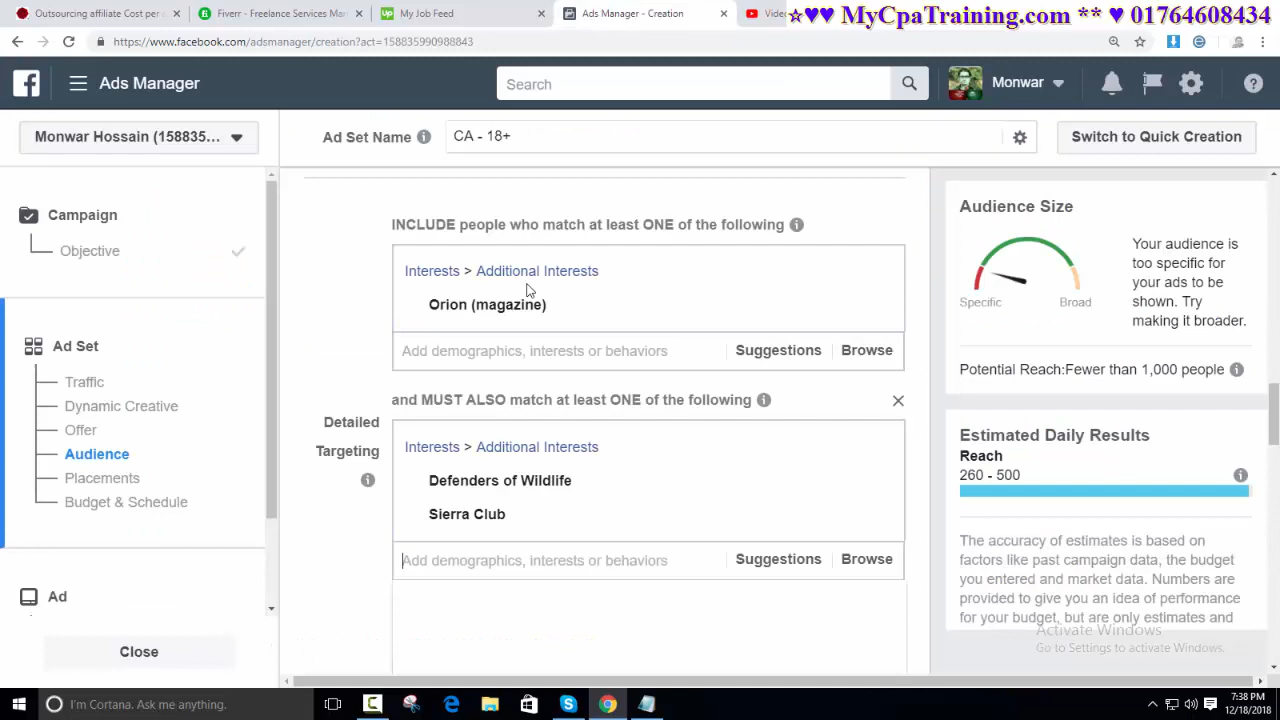 Outsourcing affiliate Cost per
Fiverr - Freelance Services Mar
My Job Feed
Ads Manager - Creation
Vide
☆♥♥ MyCpaTraining.com ** ♥ 01764608434
https://www.facebook.com/adsmanager/creation?act=158835990988843
Ads Manager
Search
Monwar
Monwar Hossain (158835...
Ad Set Name
CA - 18+
Switch to Quick Creation
Campaign
Objective
Ad Set
Traffic
Dynamic Creative
Offer
Audience
Placements
Budget & Schedule
Ad
Close
INCLUDE people who match at least ONE of the following
Interests > Additional Interests
Orion (magazine)
Add demographics, interests or behaviors
Suggestions
Browse
and MUST ALSO match at least ONE of the following
Detailed
Targeting
Interests > Additional Interests
Defenders of Wildlife
Sierra Club
Add demographics, interests or behaviors
Suggestions
Browse
Audience Size
Specific
Broad
Your audience is
too specific for
your ads to be
shown. Try
making it broader.
Potential Reach:Fewer than 1,000 people
Estimated Daily Results
Reach
260 - 500
The accuracy of estimates is based on
factors like past campaign data, the budget
you entered and market data. Numbers are
provided to give you an idea of performance
for your budget, but are only estimates and
Activate Windows
Go to Settings to activate Windows.
I'm Cortana. Ask me anything.
7:38 PM
12/18/2018